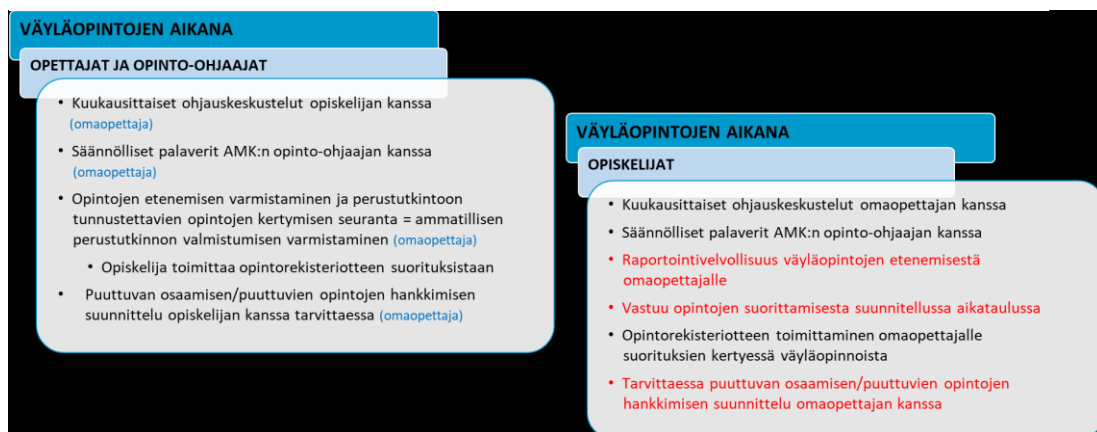 VÄYLÄOPINTOJEN AIKANA
OPETTAJAT JA OPINTO-OHJAAJAT
• Kuukausittaiset ohjauskeskustelut opiskelijan kanssa
(omaopettaja)
• Säännölliset palaverit AMK:n opinto-ohjaajan kanssa
(omaopettaja)
• Opintojen etenemisen varmistaminen ja perustutkintoon
tunnustettavien opintojen kertymisen seuranta = ammatillisen
perustutkinnon valmistumisen varmistaminen (omaopettaja)
• Opiskelija toimittaa opintorekisteriotteen suorituksistaan
• Puuttuvan osaamisen/puuttuvien opintojen hankkimisen
suunnittelu opiskelijan kanssa tarvittaessa (omaopettaja)
VÄYLÄOPINTOJEN AIKANA
OPISKELIJAT
• Kuukausittaiset ohjauskeskustelut omaopettajan kanssa
• Säännölliset palaverit AMK:n opinto-ohjaajan kanssa
• Raportointivelvollisuus väyläopintojen etenemisestä
omaopettajalle
• Vastuu opintojen suorittamisesta suunnitellussa aikataulussa
• Opintorekisteriotteen toimittaminen omaopettajalle
suorituksien kertyessä väyläopinnoista
• Tarvittaessa puuttuvan osaamisen/puuttuvien opintojen
hankkimisen suunnittelu omaopettajan kanssa